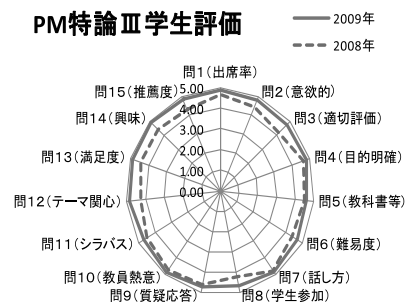 PM特論Ⅲ学生評価
2009年
2008年
問1(出席率)
問2(意欲的)
問3(適切評価)
問4(目的明確)
問5(教科書等)
問6(難易度)
問7(話し方)
問8(学生参加)
問9(質疑応答)
問10(教員熱意)
問11(シラバス)
問12(テーマ関心)
問13(満足度)
問14(興味)
問15(推薦度)
5.00
4.00
3.00
2.00
1.00
0.00